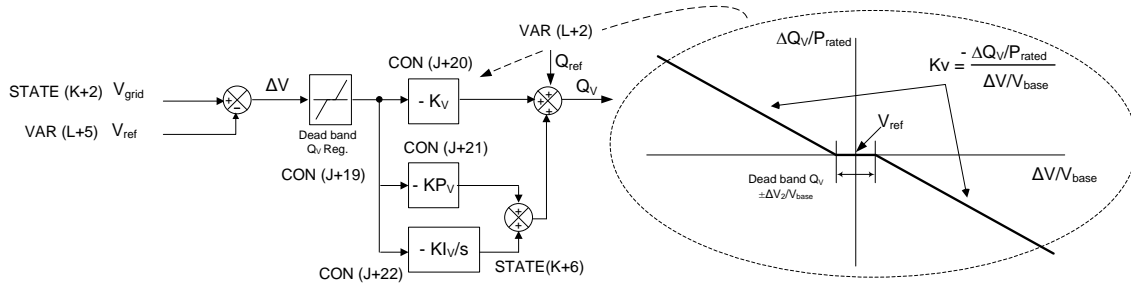 VAR (L+2)
CON (J+20)
Q_ref
STATE (K+2) V_grid
ΔV
- K_V
Q_V
VAR (L+5) V_ref
Dead band
Q_V Reg.
CON (J+19)
CON (J+21)
- KP_V
- KI_V/s
CON (J+22)
STATE(K+6)
ΔQ_V/P_rated
Kv = - ΔQ_V/P_rated
ΔV/V_base
V_ref
Dead band Q_V
±ΔV_2/V_base
ΔV/V_base